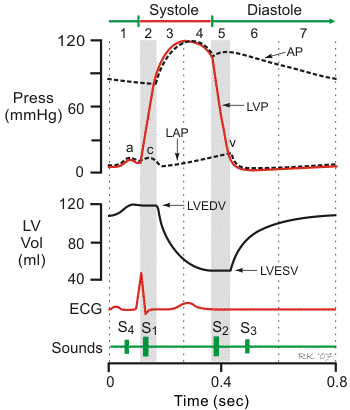 Systole Diastole
1 2 3 4 5 6 7
120
AP
Press
(mmHg)
60
LVP
LAP
a c v
0
120
LVEDV
LV
Vol
(ml)
80
LVESV
40
ECG
S4 S1 S2 S3
Sounds
RK '07
0 0.4 0.8
Time (sec)